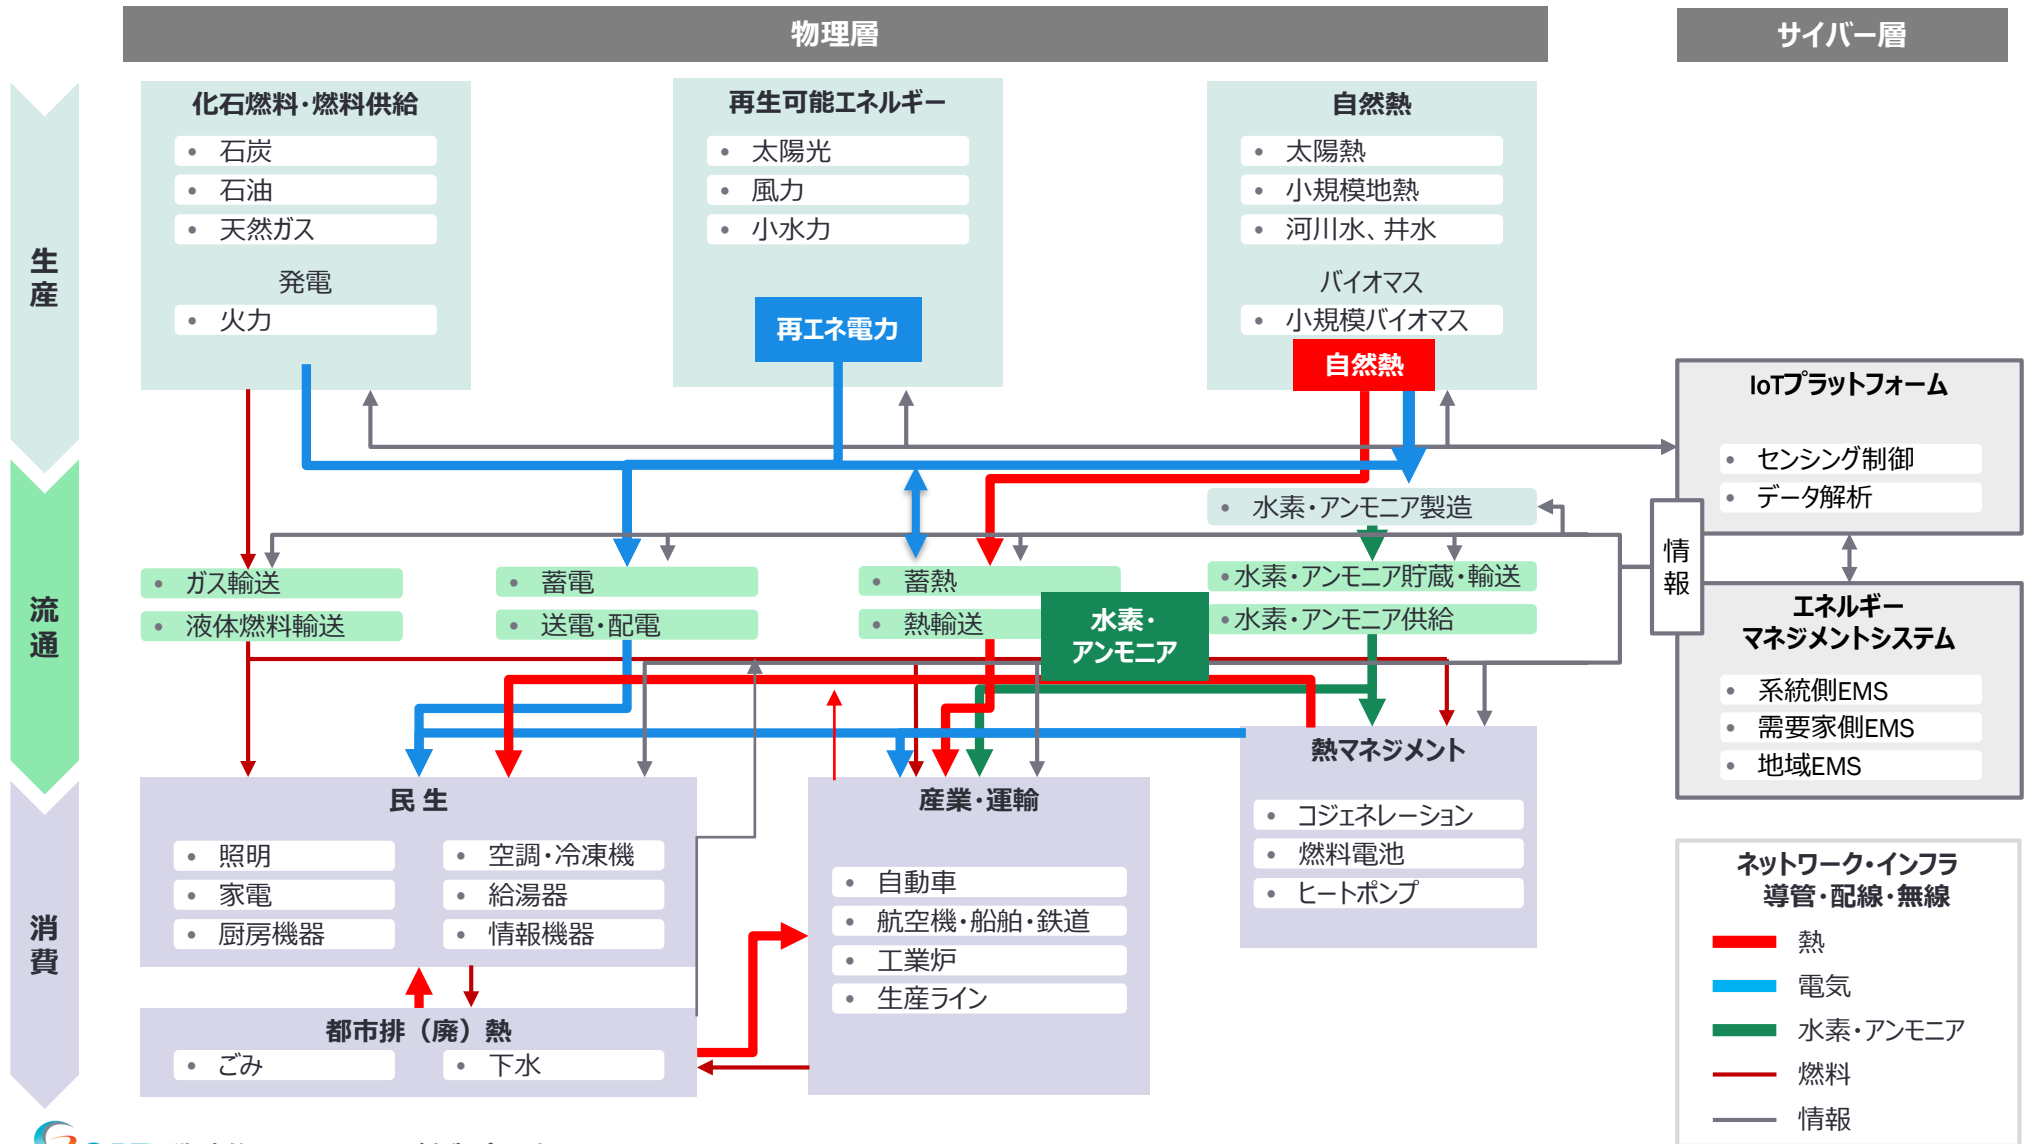 物理層
サイバー層
生産
化石燃料・燃料供給
• 石炭
• 石油
• 天然ガス
発電
• 火力
再生可能エネルギー
• 太陽光
• 風力
• 小水力
再エネ電力
自然熱
• 太陽熱
• 小規模地熱
• 河川水、井水
バイオマス
• 小規模バイオマス
自然熱
IoTプラットフォーム
• センシング制御
• データ解析
情報
エネルギー
マネジメントシステム
• 系統側EMS
• 需要家側EMS
• 地域EMS
流通
• 水素・アンモニア製造
• ガス輸送
• 液体燃料輸送
• 蓄電
• 送電・配電
• 蓄熱
• 熱輸送
水素・
アンモニア
• 水素・アンモニア貯蔵・輸送
• 水素・アンモニア供給
消費
民生
• 照明
• 家電
• 厨房機器
• 空調・冷凍機
• 給湯器
• 情報機器
都市排（廃）熱
• ごみ
• 下水
産業・運輸
• 自動車
• 航空機・船舶・鉄道
• 工業炉
• 生産ライン
熱マネジメント
• コジェネレーション
• 燃料電池
• ヒートポンプ
ネットワーク・インフラ
導管・配線・無線
熱
電気
水素・アンモニア
燃料
情報